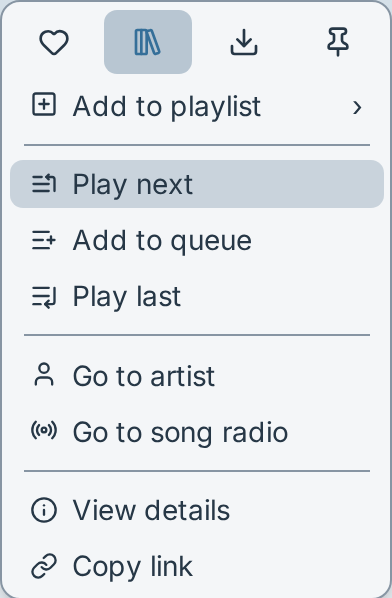 Add to playlist
Play next
Add to queue
Play last
Go to artist
Go to song radio
View details
Copy link